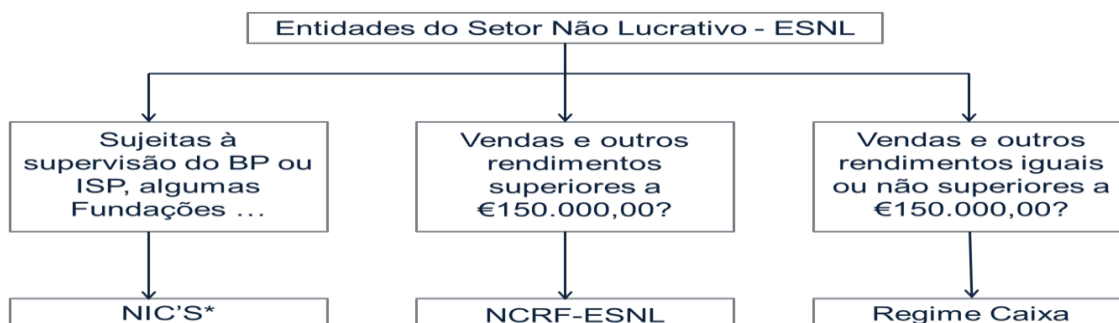 Entidades do Setor Não Lucrativo - ESNL
Sujeitas à
supervisão do BP ou
ISP, algumas
Fundações ...
Vendas e outros
rendimentos
superiores a
€150.000,00?
Vendas e outros
rendimentos iguais
ou não superiores a
€150.000,00?
NIC'S*
NCRF-ESNL
Regime Caixa